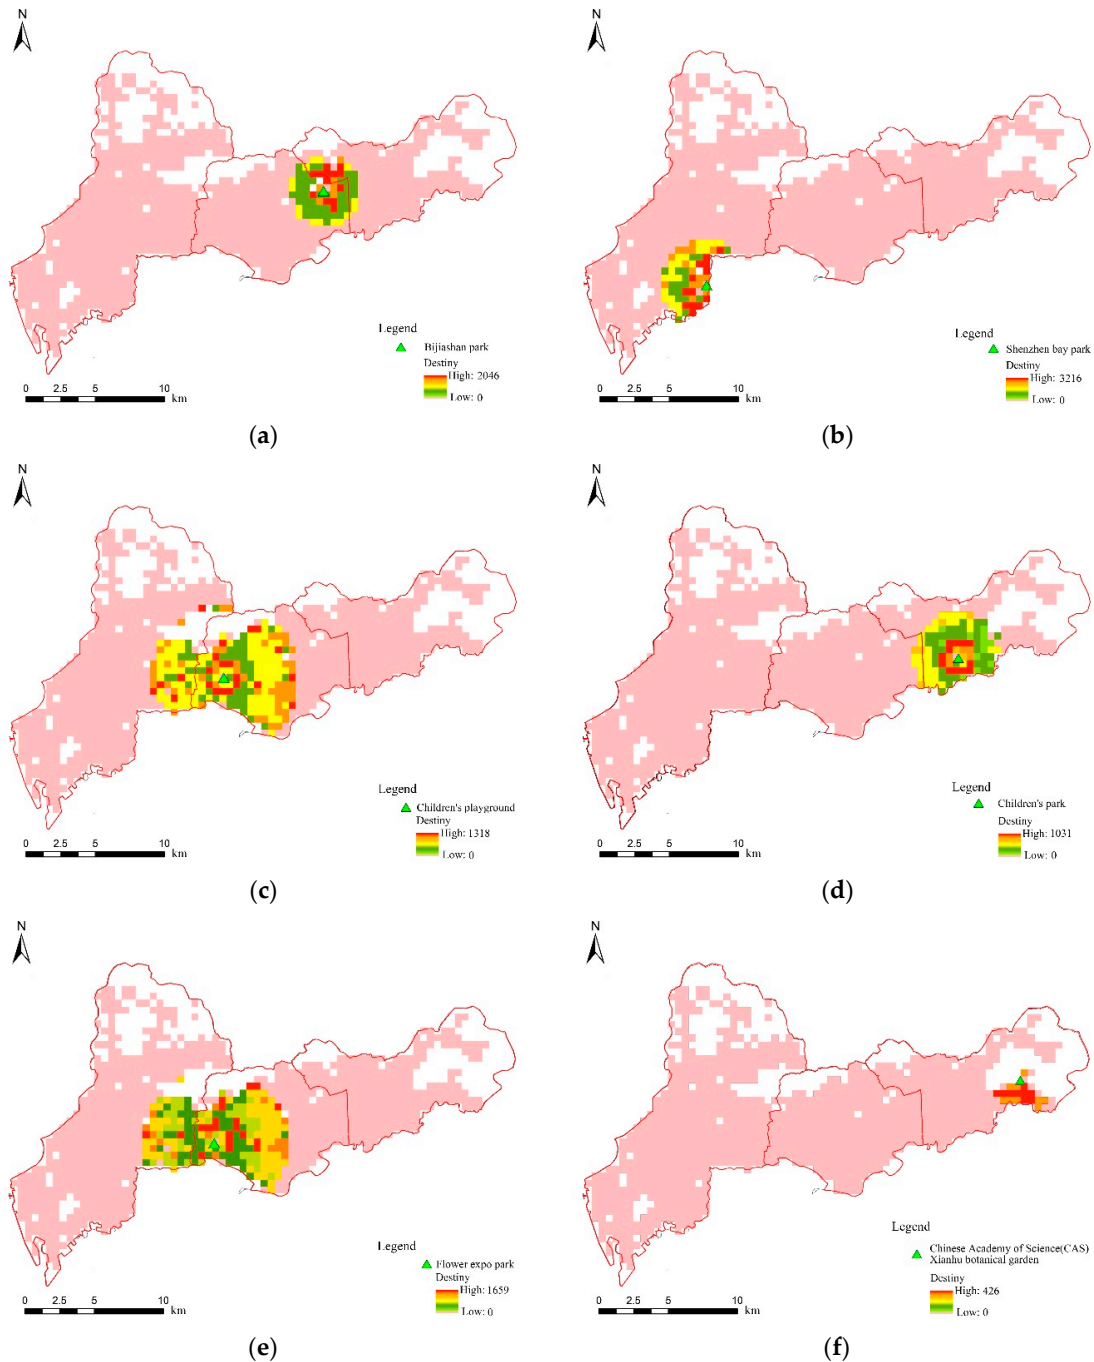 N
Legend
Bijiashan park
Destiny
High: 2046
Low: 0
0 2.5 5 10
km
(a)
N
Legend
Shenzhen bay park
Destiny
High: 3216
Low: 0
0 2.5 5 10
km
(b)
N
Legend
Children's playground
Destiny
High: 1318
Low: 0
0 2.5 5 10
km
(c)
N
Legend
Children's park
Destiny
High: 1031
Low: 0
0 2.5 5 10
km
(d)
N
Legend
Flower expo park
Destiny
High: 1659
Low: 0
0 2.5 5 10
km
(e)
N
Legend
Chinese Academy of Science(CAS)
Xianhu botanical garden
Destiny
High: 426
Low: 0
0 2.5 5 10
km
(f)